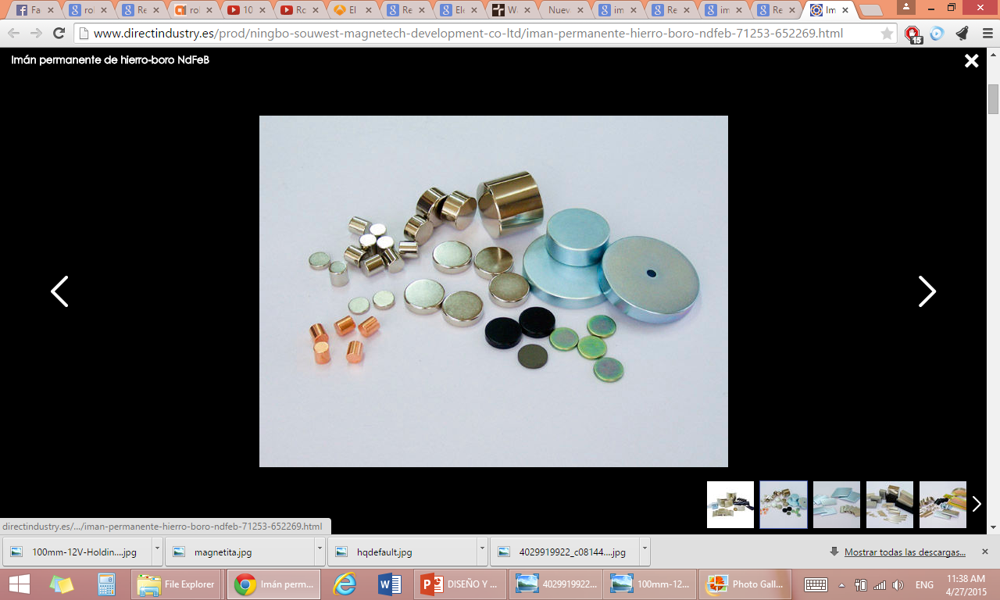 Fa
rol
Re
rol
10
Ro
El
Re
Ele
W
Nuev
im
Re
im
Re
Im
www.directindustry.es/prod/ningbo-souwest-magnetech-development-co-ltd/iman-permanente-hierro-boro-ndfeb-71253-652269.html
15
Imán permanente de hierro-boro NdFeB
directindustry.es/.../iman-permanente-hierro-boro-ndfeb-71253-652269.html
100mm-12V-Holdin....jpg
magnetita.jpg
hqdefault.jpg
4029919922_c08144....jpg
Mostrar todas las descargas...
File Explorer
Imán perm...
DISEÑO Y ...
4029919922...
100mm-12...
Photo Gall...
ENG
11:38 AM
4/27/2015